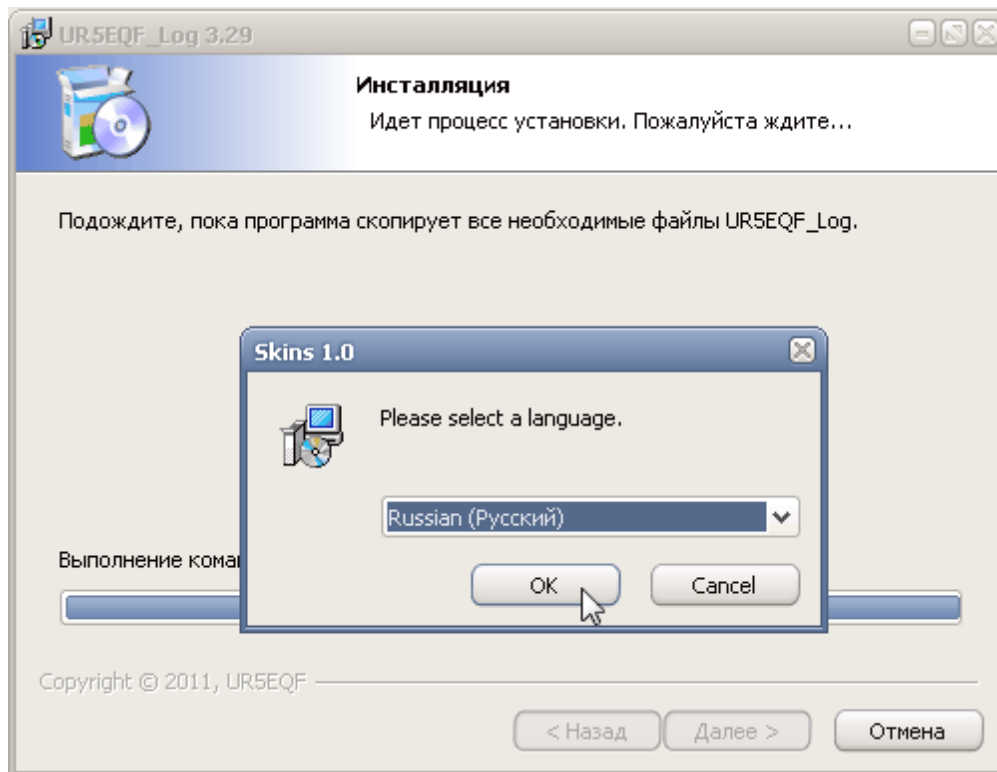 UR5EQF_Log 3.29
Инсталляция
Идет процесс установки. Пожалуйста ждите...
Подождите, пока программа скопирует все необходимые файлы UR5EQF_Log.
Skins 1.0
Please select a language.
Russian (Русский)
Выполнение
OK
Cancel
Copyright © 2011, UR5EQF
< Назад
Далее >
Отмена